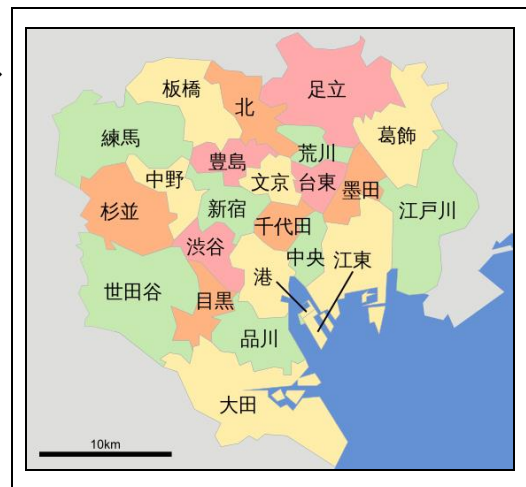 足立
板橋
北
葛飾
練馬
荒川
豊島
中野
文京
台東
墨田
杉並
新宿
江戸川
千代田
渋谷
中央
江東
港
世田谷
目黒
品川
大田
10km